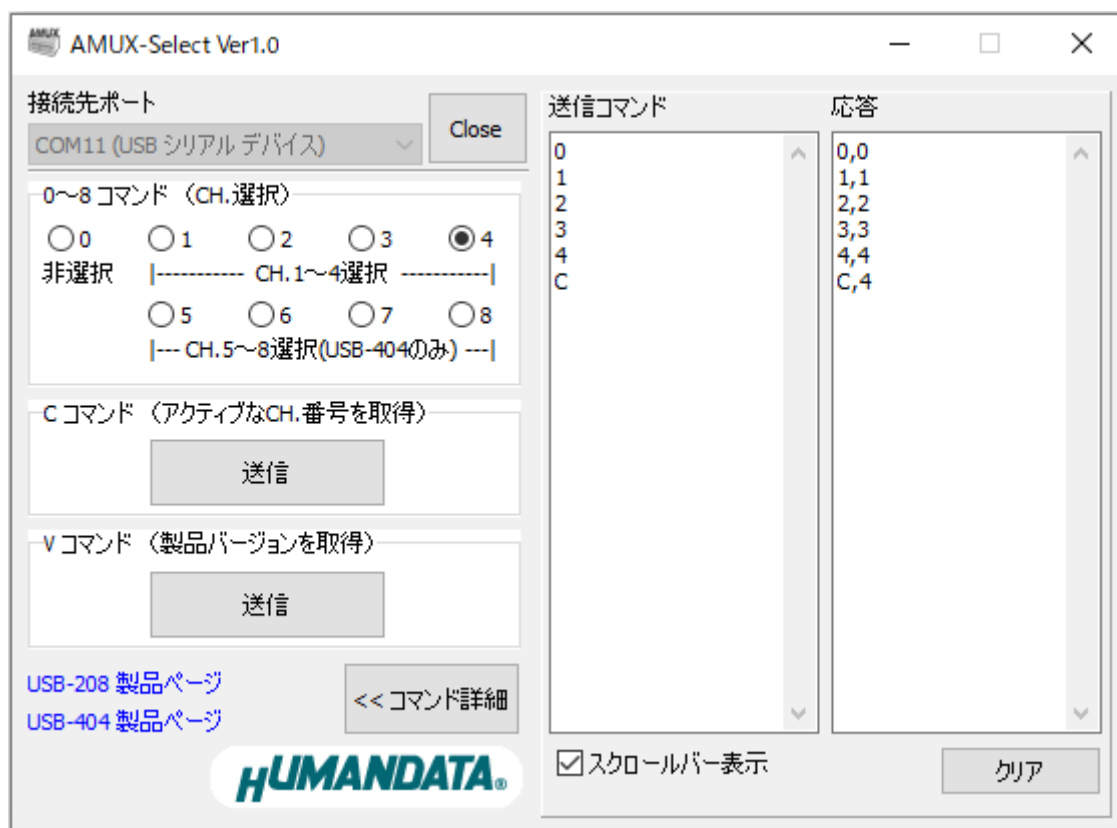 AMUX
AMUX-Select Ver1.0
接続先ポート
COM11 (USB シリアル デバイス)
Close
0～8 コマンド (CH.選択)
0 1 2 3 4
非選択 |----------- CH.1～4選択 -----------|
5 6 7 8
|--- CH.5～8選択(USB-404のみ) ---|
C コマンド (アクティブなCH.番号を取得)
送信
V コマンド (製品バージョンを取得)
送信
USB-208 製品ページ
USB-404 製品ページ
<< コマンド詳細
HUMANDATA®
送信コマンド
0
1
2
3
4
C
応答
0,0
1,1
2,2
3,3
4,4
C,4
スクロールバー表示
クリア